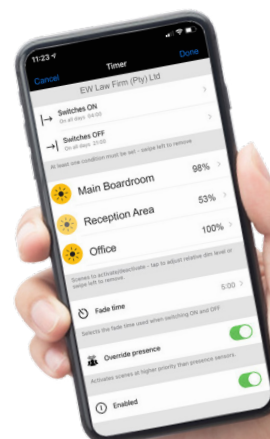 11:23
Cancel Timer Done
EW Law Firm (Pty) Ltd
Switches ON
On all days 04:00
Switches OFF
On all days 21:00
At least one condition must be set - swipe left to remove
Main Boardroom 98%
Reception Area 53%
Office 100%
Scenes to activate/deactivate - tap to adjust relative dim level or
swipe left to remove
Fade time 5:00
Selects the fade time used when switching ON and OFF
Override presence
Activates scenes at higher priority than presence sensors.
Enabled